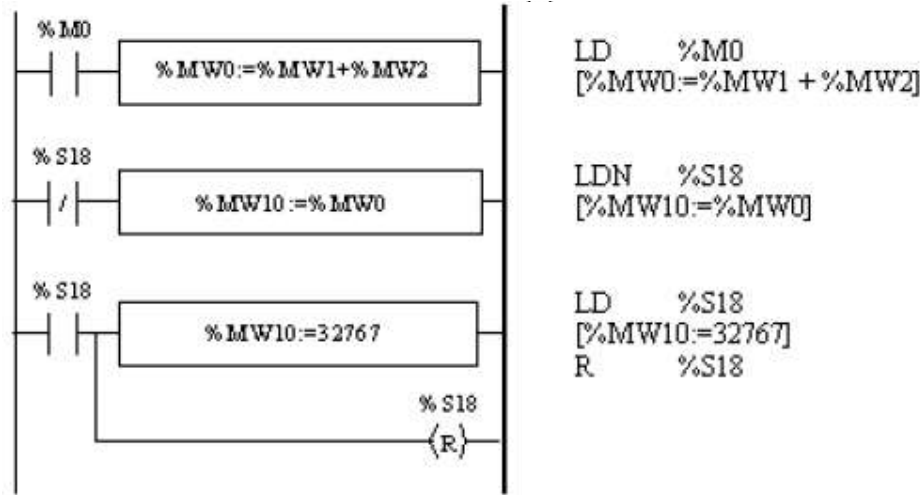 % M0
% MW0:=% MW1+% MW2
% S18
% MW10 :=% MW0
% S18
% MW10:=32767
% S18
R
LD %M0
[%MW0:=%MW1 + %MW2]
LDN %S18
[%MW10:=%MW0]
LD %S18
[%MW10:=32767]
R %S18